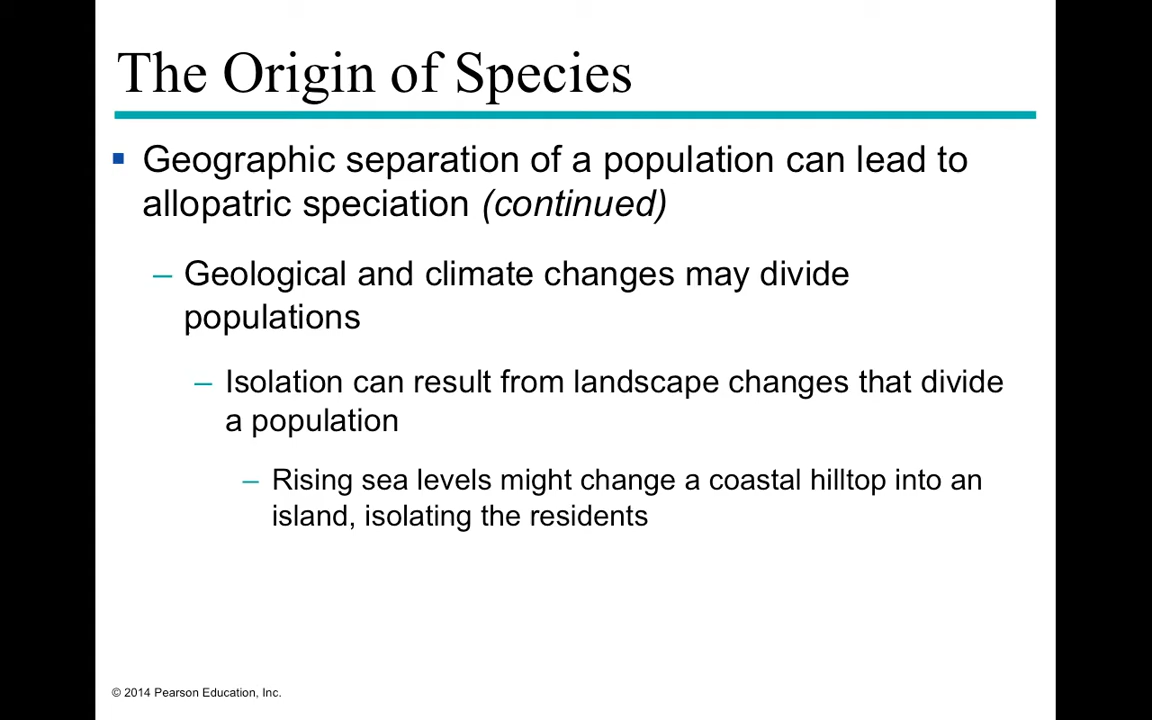 The Origin of Species
▪ Geographic separation of a population can lead to
allopatric speciation (continued)
– Geological and climate changes may divide
populations
– Isolation can result from landscape changes that divide
a population
– Rising sea levels might change a coastal hilltop into an
island, isolating the residents
© 2014 Pearson Education, Inc.